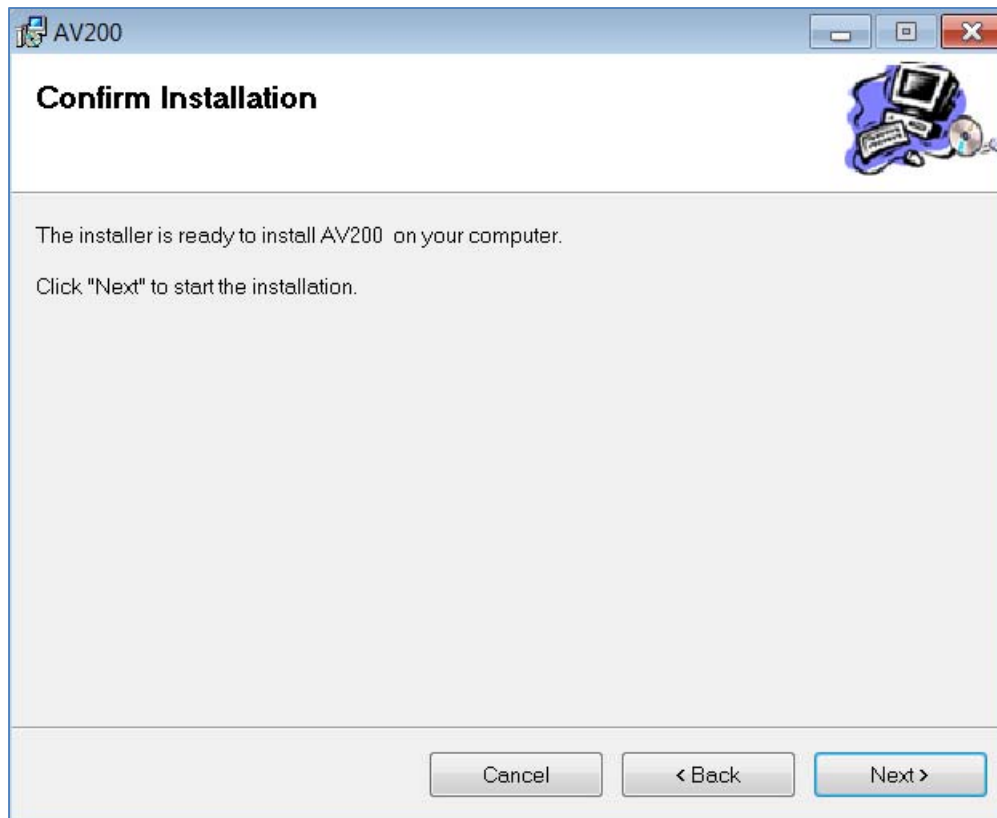 AV200
Confirm Installation
The installer is ready to install AV200  on your computer.
Click "Next" to start the installation.
Cancel
< Back
Next >